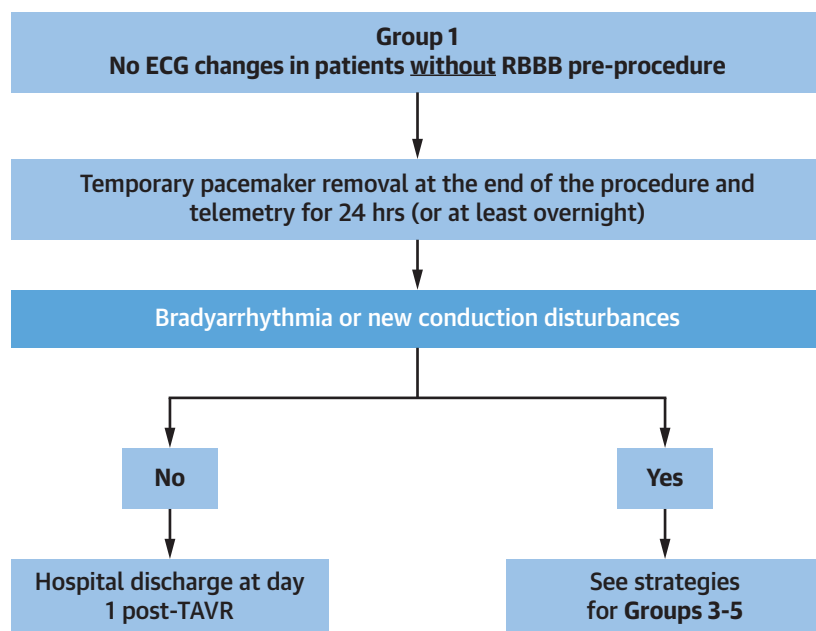 Group 1
No ECG changes in patients without RBBB pre-procedure
Temporary pacemaker removal at the end of the procedure and
telemetry for 24 hrs (or at least overnight)
Bradyarrhythmia or new conduction disturbances
No
Yes
Hospital discharge at day
1 post-TAVR
See strategies
for Groups 3-5